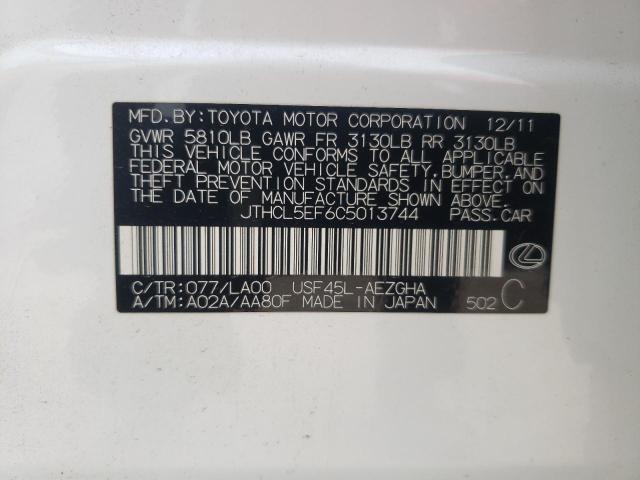 MFD.BY:TOYOTA MOTOR CORPORATION 12/11
GVWR 5810LB GAWR FR 3130LB RR 3130LB
THIS VEHICLE CONFORMS TO ALL APPLICABLE
FEDERAL MOTOR VEHICLE SAFETY,BUMPER,AND
THEFT PREVENTION STANDARDS IN EFFECT ON
THE DATE OF MANUFACTURE SHOWN ABOVE.
JTHCL5EF6C5013744 PASS.CAR
C/TR:077/LA00 USF45L-AEZGHA
A/TM:A02A/AA80F MADE IN JAPAN 502 C